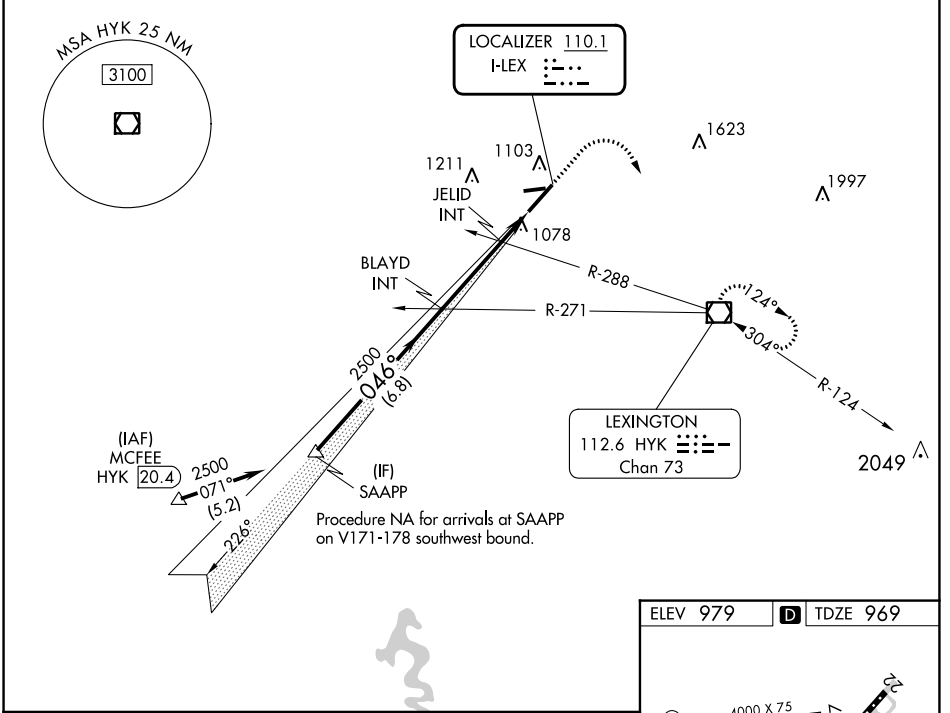 MSA HYK 25 NM
3100
LOCALIZER 110.1
I-LEX
1623
1103
1211
1997
JELID
INT
1078
BLAYD
INT
R-288
R-271
124°
304°
R-124
2500
046°
(6.8)
LEXINGTON
112.6 HYK
Chan 73
2049
(IAF)
MCFEE
HYK 20.4
2500
071°
(5.2)
(IF)
SAAPP
226°
Procedure NA for arrivals at SAAPP
on V171-178 southwest bound.
ELEV 979 D TDZE 969
22
4000 X 75